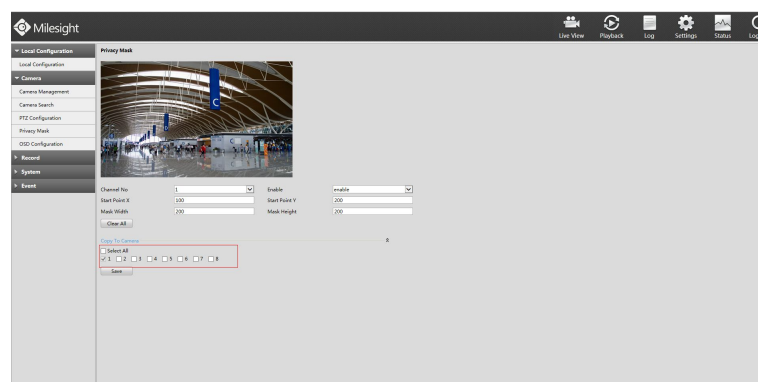 Milesight
Live View Playback Log Settings Status Log
Local Configuration
Local Configuration
Camera
Camera Management
Camera Search
PTZ Configuration
Privacy Mask
OSD Configuration
Record
System
Event
Privacy Mask
C
Channel No 1 Enable enable
Start Point X 100 Start Point Y 200
Mask Width 200 Mask Height 200
Clear All
Copy To Camera
Select All
1 2 3 4 5 6 7 8
Save